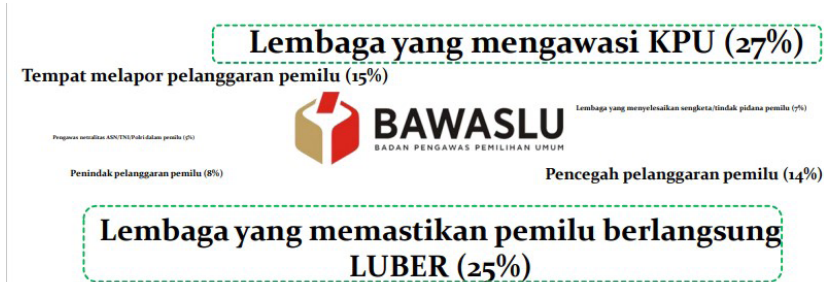 Lembaga yang mengawasi KPU (27%)
Tempat melapor pelanggaran pemilu (15%)
Lembaga yang menyelesaikan sengketa/tindak pidana pemilu (7%)
BAWASLU
BADAN PENGAWAS PEMILIHAN UMUM
Pengawas netralitas ASN/TNI/Polri dalam pemilu (5%)
Penindak pelanggaran pemilu (8%)
Pencegah pelanggaran pemilu (14%)
Lembaga yang memastikan pemilu berlangsung
LUBER (25%)